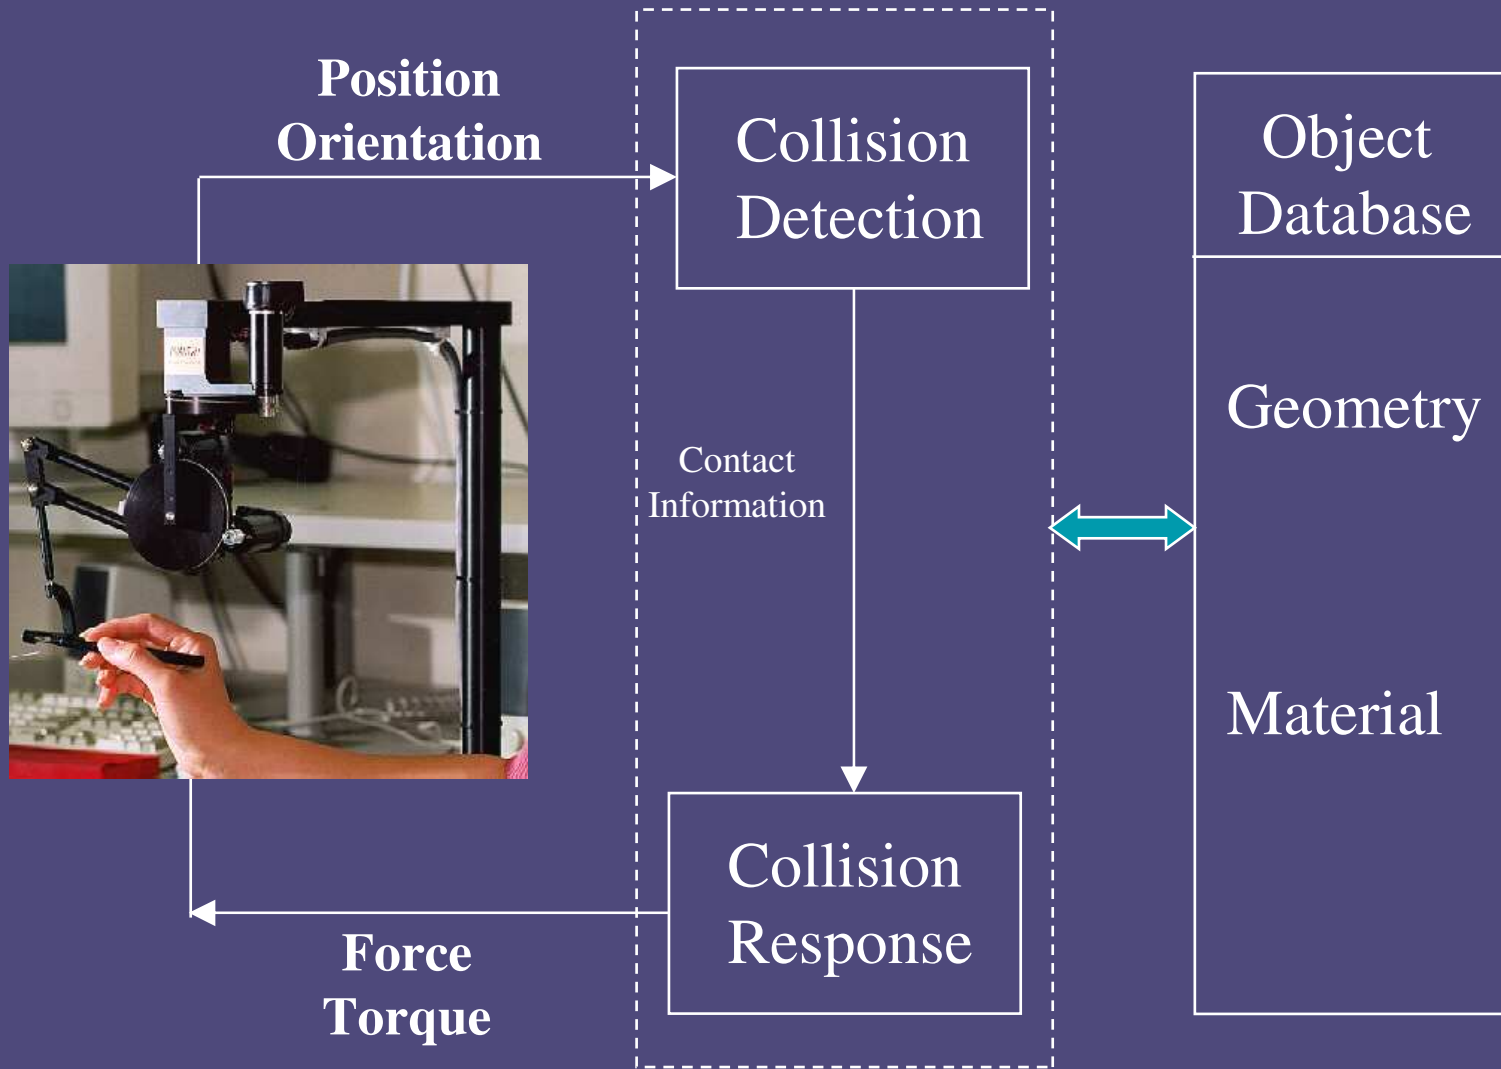 Position
Orientation
Collision
Detection
Object
Database
Geometry
Contact
Information
Material
Collision
Response
Force
Torque